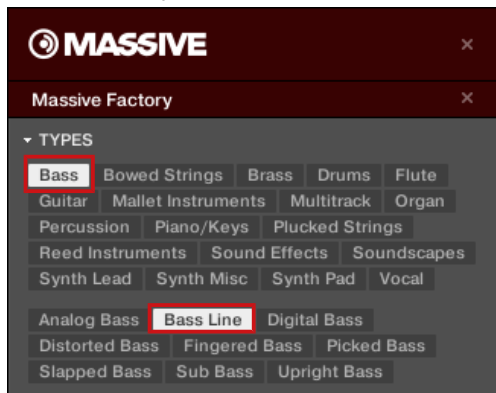 MASSIVE ×
Massive Factory ×
TYPES
Bass Bowed Strings Brass Drums Flute
Guitar Mallet Instruments Multitrack Organ
Percussion Piano/Keys Plucked Strings
Reed Instruments Sound Effects Soundscapes
Synth Lead Synth Misc Synth Pad Vocal
Analog Bass Bass Line Digital Bass
Distorted Bass Fingered Bass Picked Bass
Slapped Bass Sub Bass Upright Bass